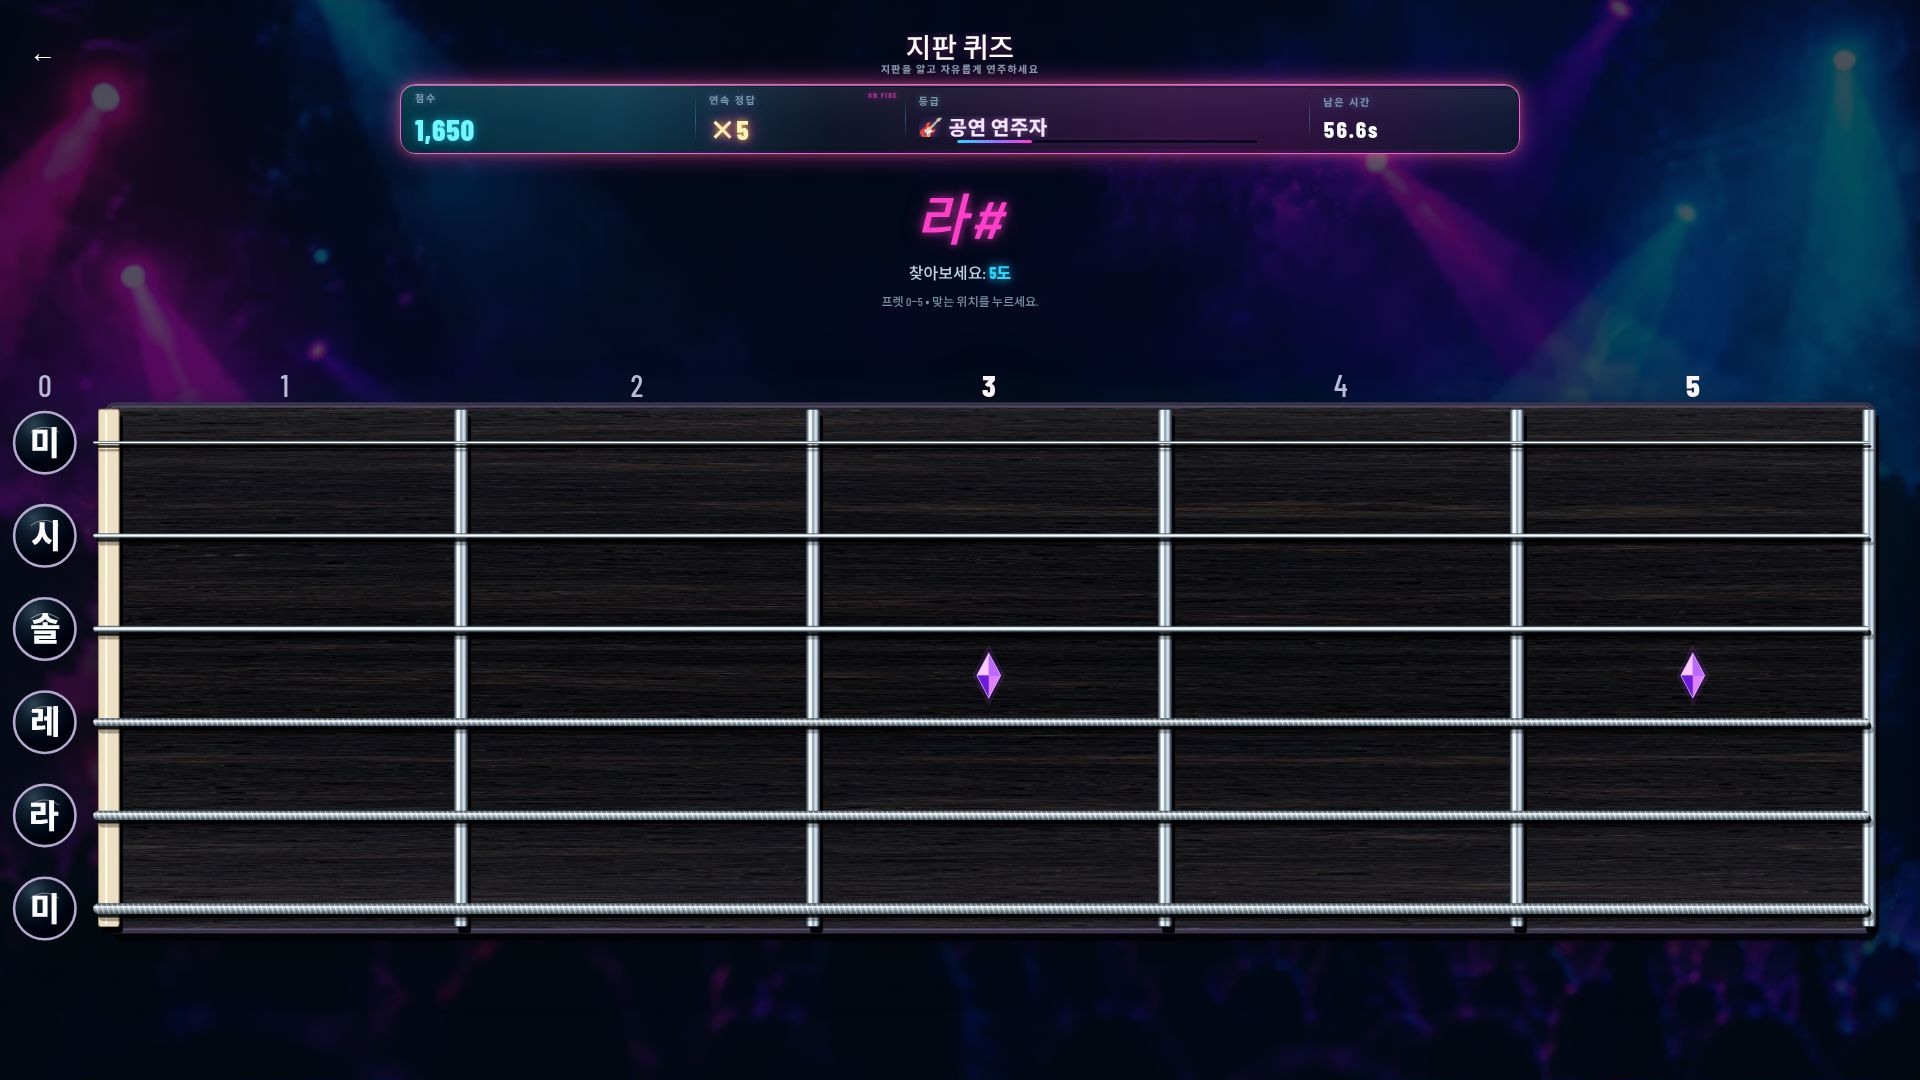 ←
지판 퀴즈
지판을 알고 자유롭게 연주하세요
점수
1,650
연속 정답
×5
ON FIRE
등급
공연 연주자
남은 시간
56.6s
라#
찾아보세요: 5도
프렛 0–5 • 맞는 위치를 누르세요.
0 1 2 3 4 5
미
시
솔
레
라
미